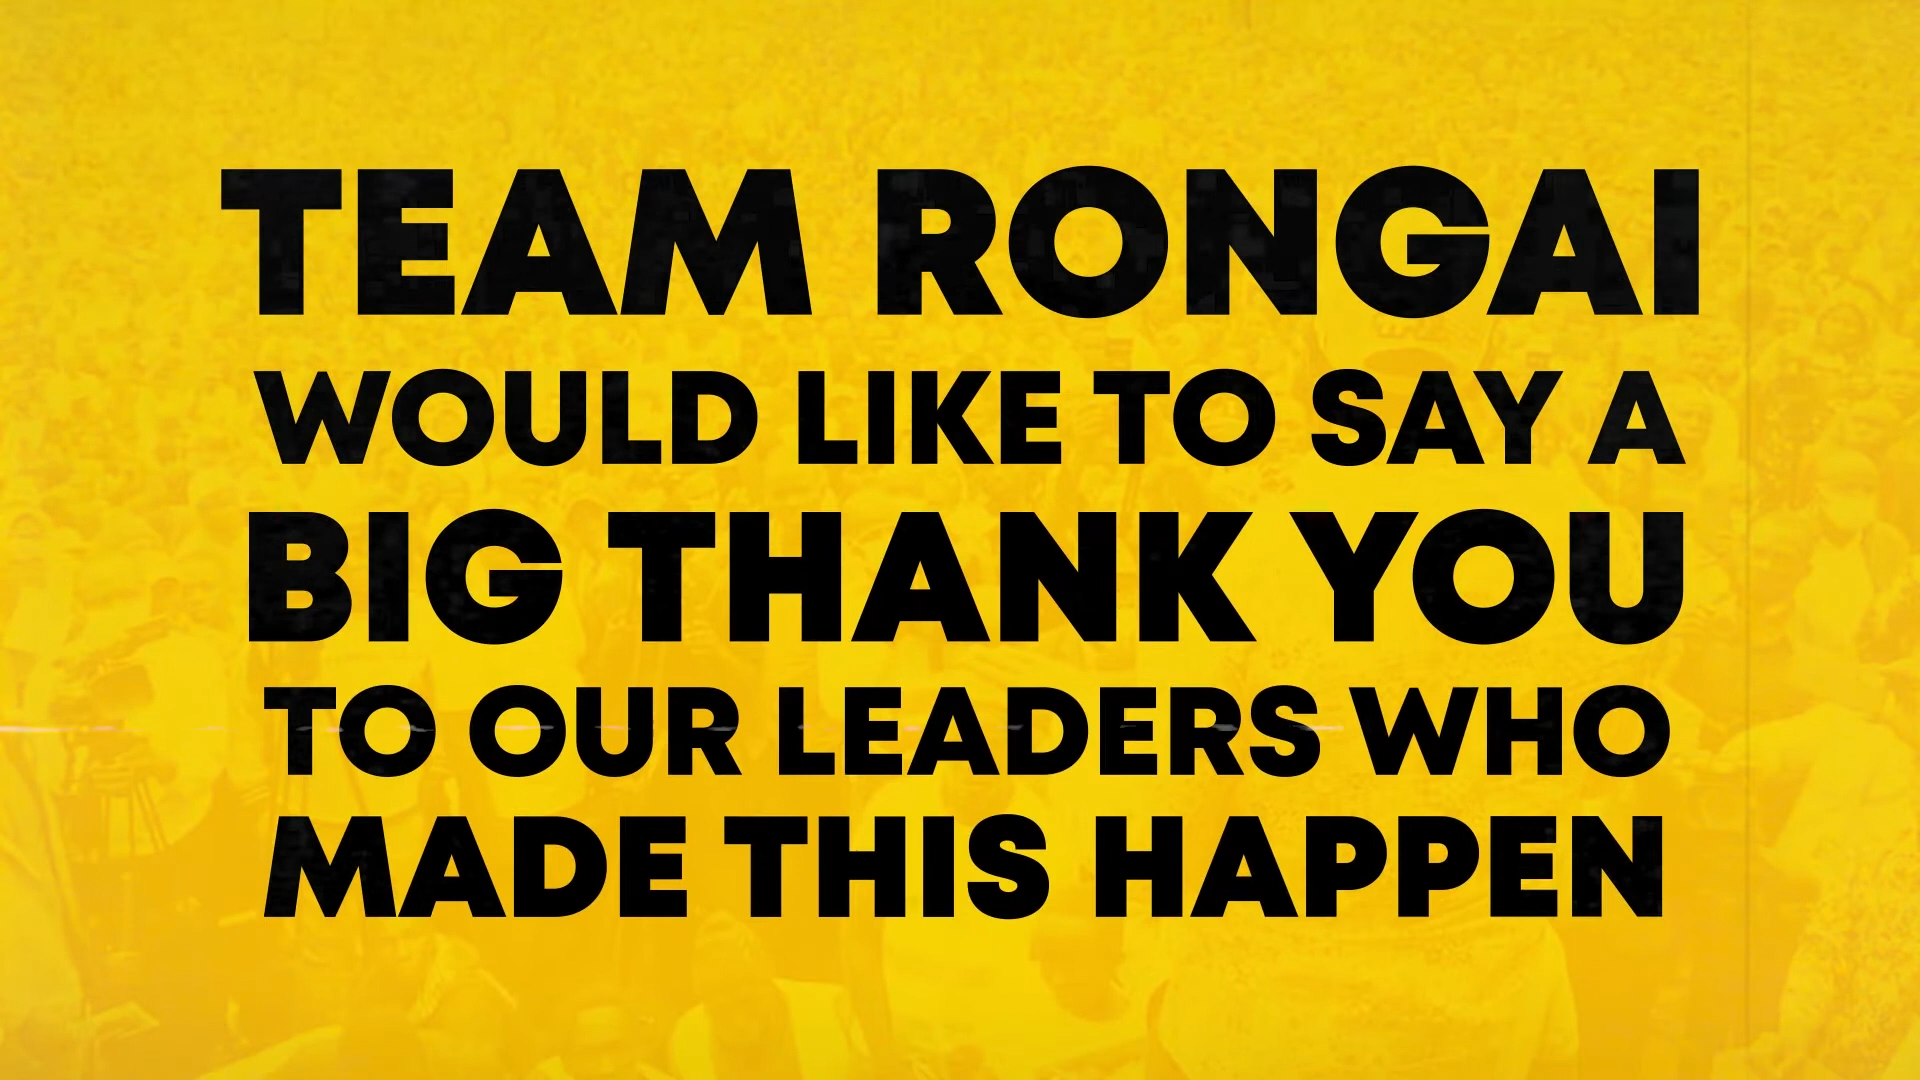 TEAM RONGAI
WOULD LIKE TO SAY A
BIG THANK YOU
TO OUR LEADERS WHO
MADE THIS HAPPEN